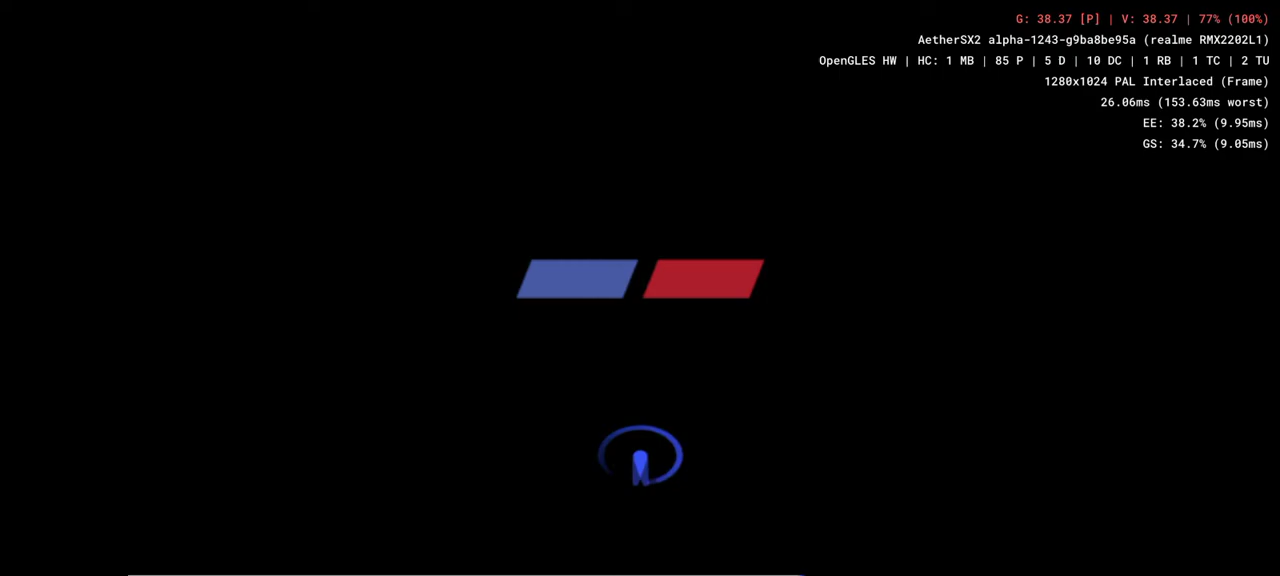 G: 38.37 [P] | V: 38.37 | 77% (100%)
AetherSX2 alpha-1243-g9ba8be95a (realme RMX2202L1)
OpenGLES HW | HC: 1 MB | 85 P | 5 D | 10 DC | 1 RB | 1 TC | 2 TU
1280x1024 PAL Interlaced (Frame)
26.06ms (153.63ms worst)
EE: 38.2% (9.95ms)
GS: 34.7% (9.05ms)